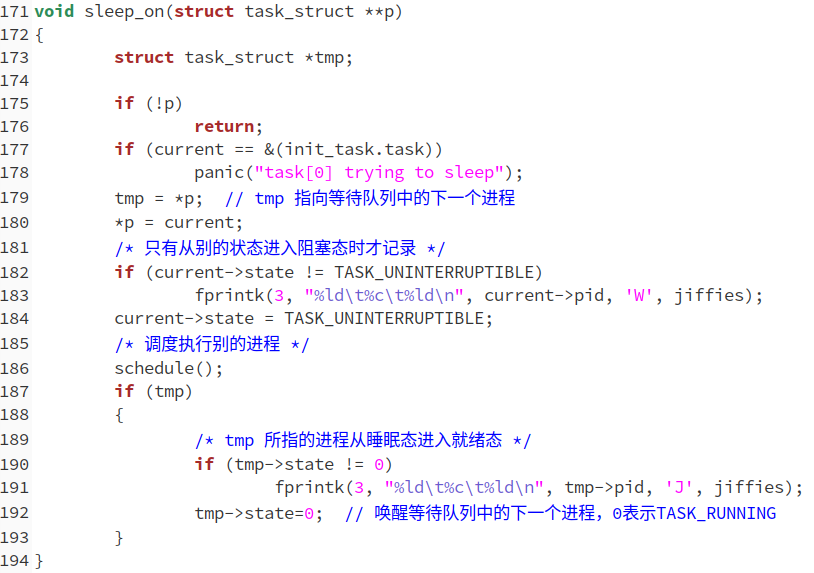 171 void sleep_on(struct task_struct **p)
172 {
173         struct task_struct *tmp;
174
175         if (!p)
176                 return;
177         if (current == &(init_task.task))
178                 panic("task[0] trying to sleep");
179         tmp = *p;  // tmp 指向等待队列中的下一个进程
180         *p = current;
181         /* 只有从别的状态进入阻塞态时才记录 */
182         if (current->state != TASK_UNINTERRUPTIBLE)
183                 fprintk(3, "%ld\t%c\t%ld\n", current->pid, 'W', jiffies);
184         current->state = TASK_UNINTERRUPTIBLE;
185         /* 调度执行别的进程 */
186         schedule();
187         if (tmp)
188         {
189                 /* tmp 所指的进程从睡眠态进入就绪态 */
190                 if (tmp->state != 0)
191                         fprintk(3, "%ld\t%c\t%ld\n", tmp->pid, 'J', jiffies);
192                 tmp->state=0;  // 唤醒等待队列中的下一个进程，0表示TASK_RUNNING
193         }
194 }